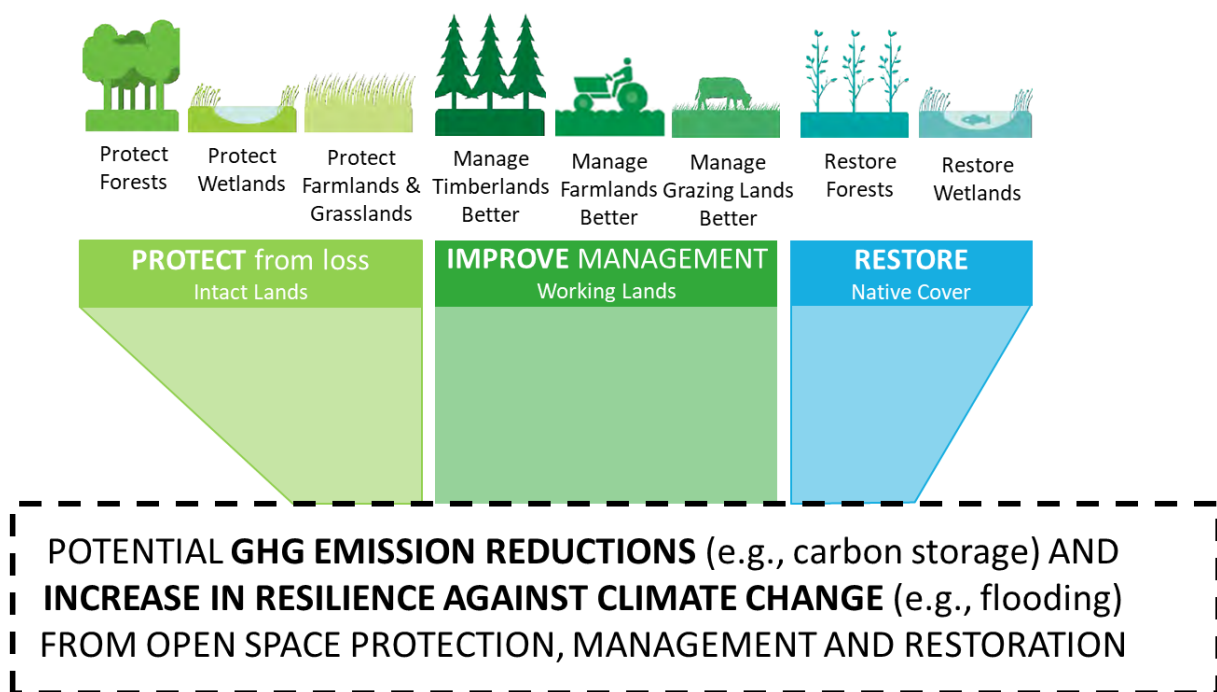 Protect
Forests
Protect
Wetlands
Protect
Farmlands &
Grasslands
Manage
Timberlands
Better
Manage
Farmlands
Better
Manage
Grazing Lands
Better
Restore
Forests
Restore
Wetlands
PROTECT from loss
Intact Lands
IMPROVE MANAGEMENT
Working Lands
RESTORE
Native Cover
POTENTIAL GHG EMISSION REDUCTIONS (e.g., carbon storage) AND
INCREASE IN RESILIENCE AGAINST CLIMATE CHANGE (e.g., flooding)
FROM OPEN SPACE PROTECTION, MANAGEMENT AND RESTORATION